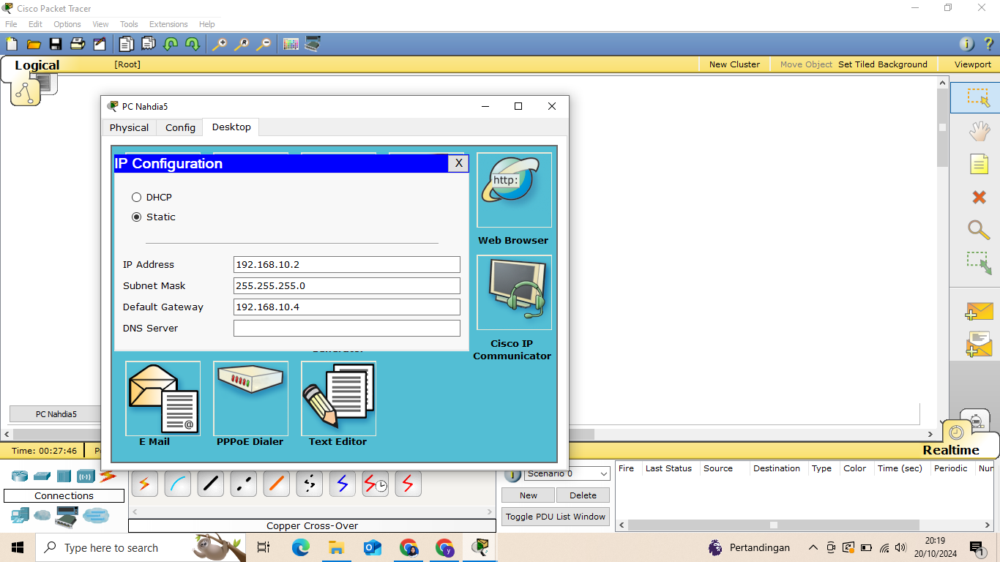 Cisco Packet Tracer
File Edit Options View Tools Extensions Help
Logical [Root] New Cluster Move Object Set Tiled Background Viewport
PC Nahdia5
Physical Config Desktop
IP Configuration X
http:
DHCP
Static
Web Browser
IP Address 192.168.10.2
Subnet Mask 255.255.255.0
Default Gateway 192.168.10.4
DNS Server
Cisco IP
Communicator
E Mail PPPoE Dialer Text Editor
PC Nahdia5
Time: 00:27:46
Realtime
Scenario 0
Fire Last Status Source Destination Type Color Time (sec) Periodic Num
Connections
New Delete
Toggle PDU List Window
Copper Cross-Over
Type here to search
Pertandingan
20:19
20/10/2024
1